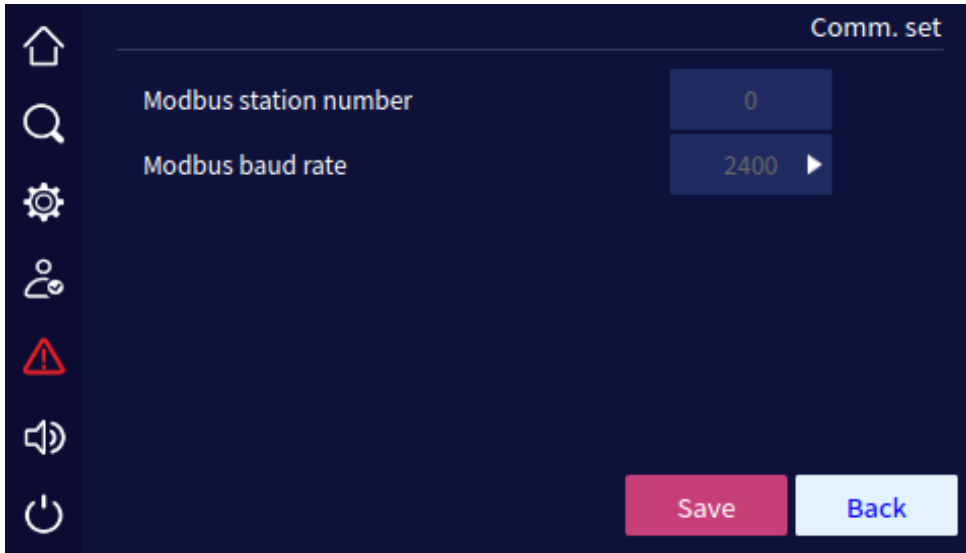 Comm. set
Modbus station number 0
Modbus baud rate 2400
Save Back